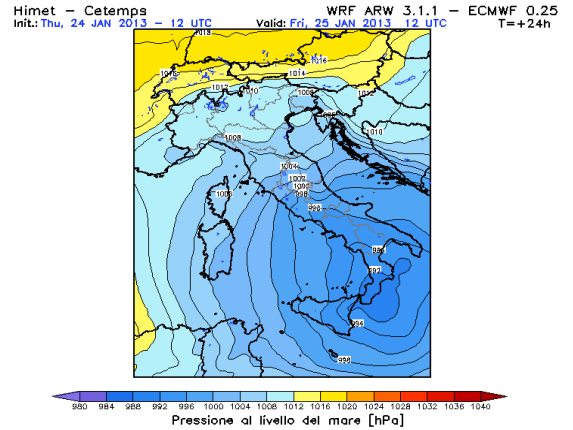 Himet – Cetemps WRF ARW 3.1.1 – ECMWF 0.25
Init.: Thu, 24 JAN 2013 – 12 UTC Valid: Fri, 25 JAN 2013 12 UTC T=+24h
1018
1016
1016 1014
1012 1010 1008 1012
1010
1008
1004
1002
1000
1006 998
996
992
994
998
980 984 988 992 996 1000 1004 1008 1012 1016 1020 1024 1028 1032 1036 1040
Pressione al livello del mare [hPa]